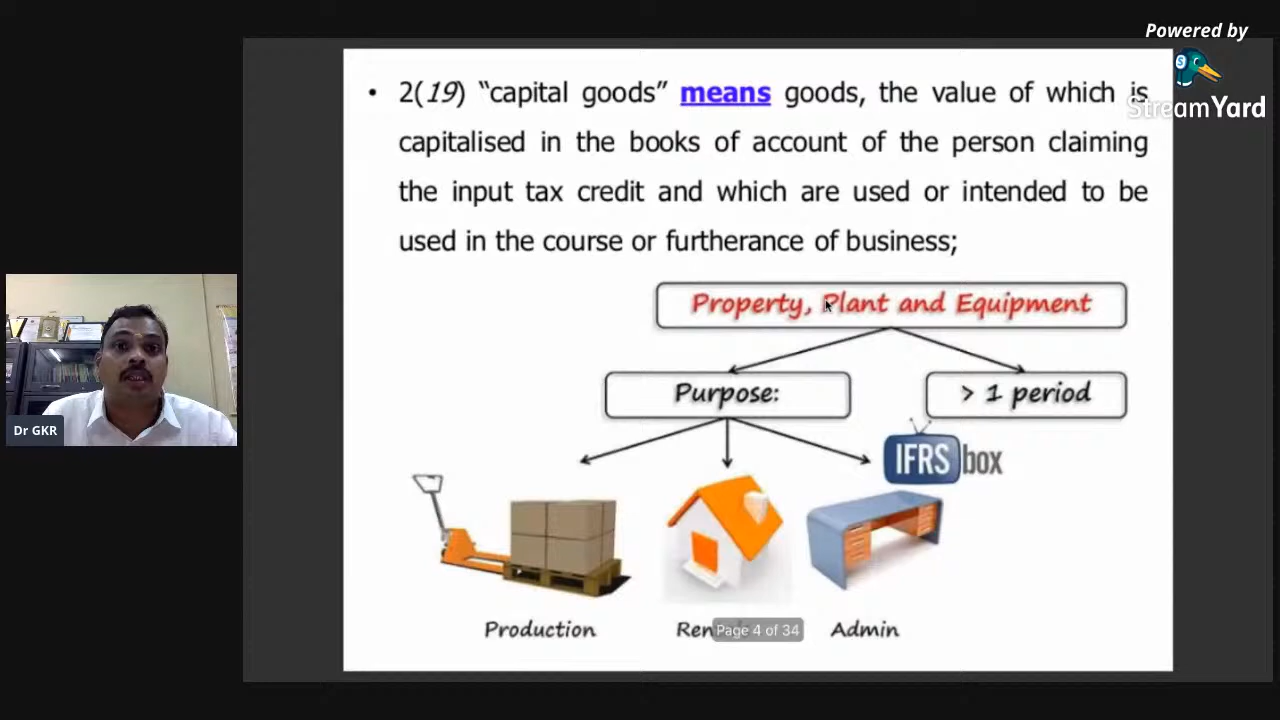 Powered by
StreamYard
• 2(19) “capital goods” means goods, the value of which is
capitalised in the books of account of the person claiming
the input tax credit and which are used or intended to be
used in the course or furtherance of business;
Property, Plant and Equipment
Purpose:
> 1 period
IFRS box
Production
Page 4 of 34
Admin
Dr GKR